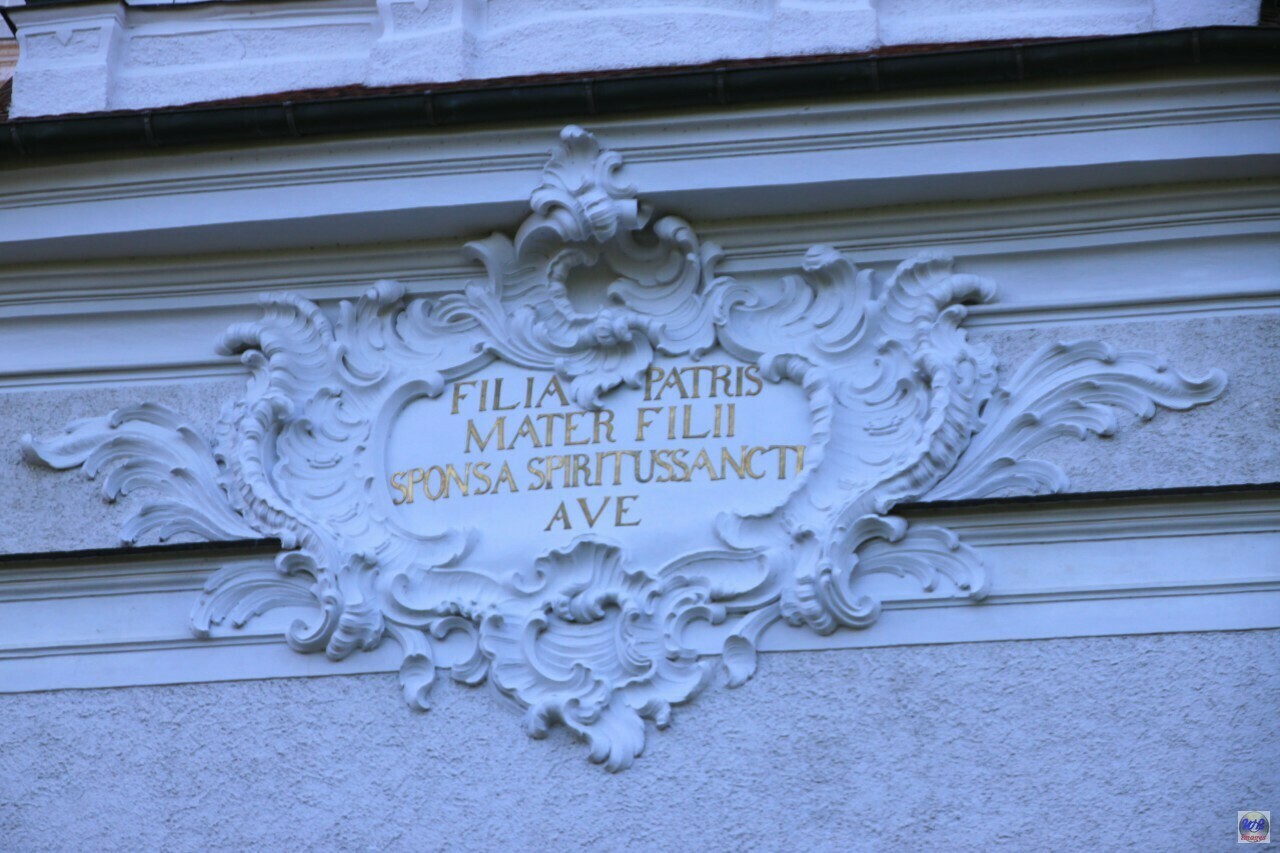 FILIA PATRIS
MATER FILII
SPONSA SPIRITUSSANCTI
AVE